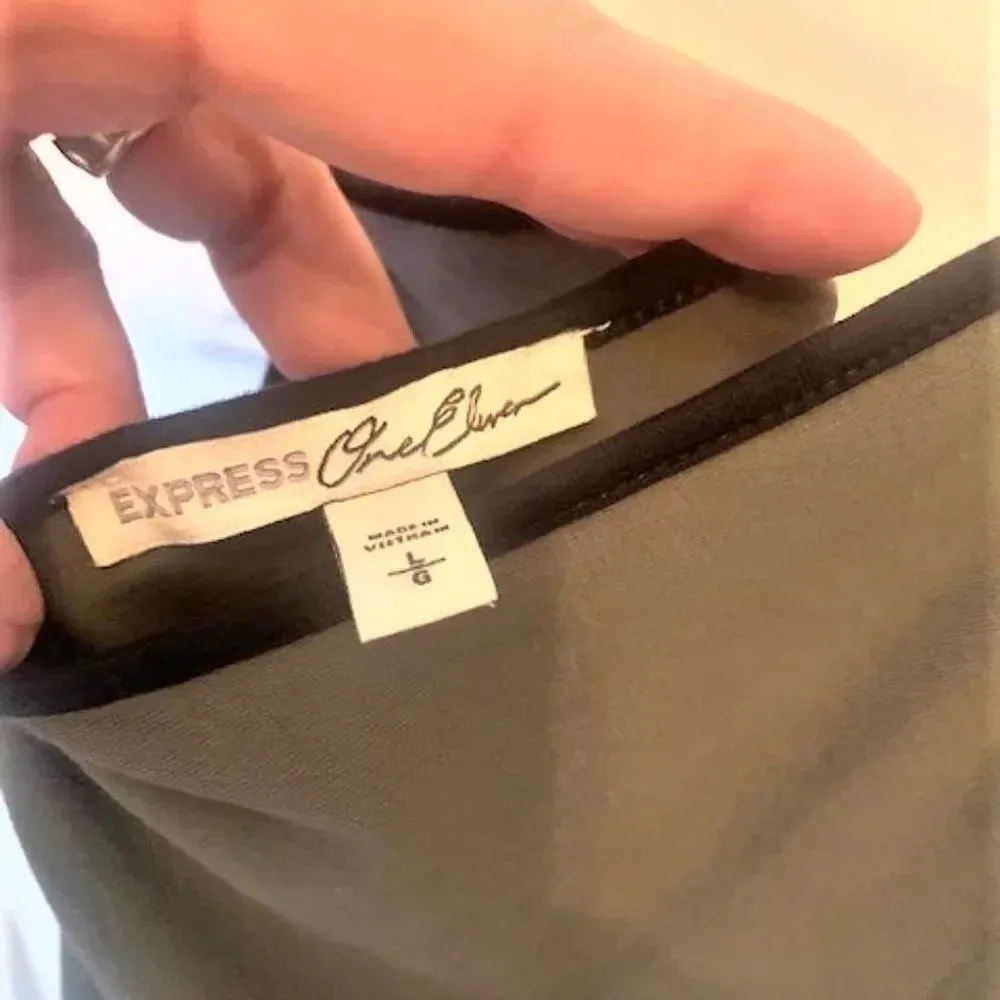 EXPRESS One Eleven
MADE IN
VIETNAM
L
G